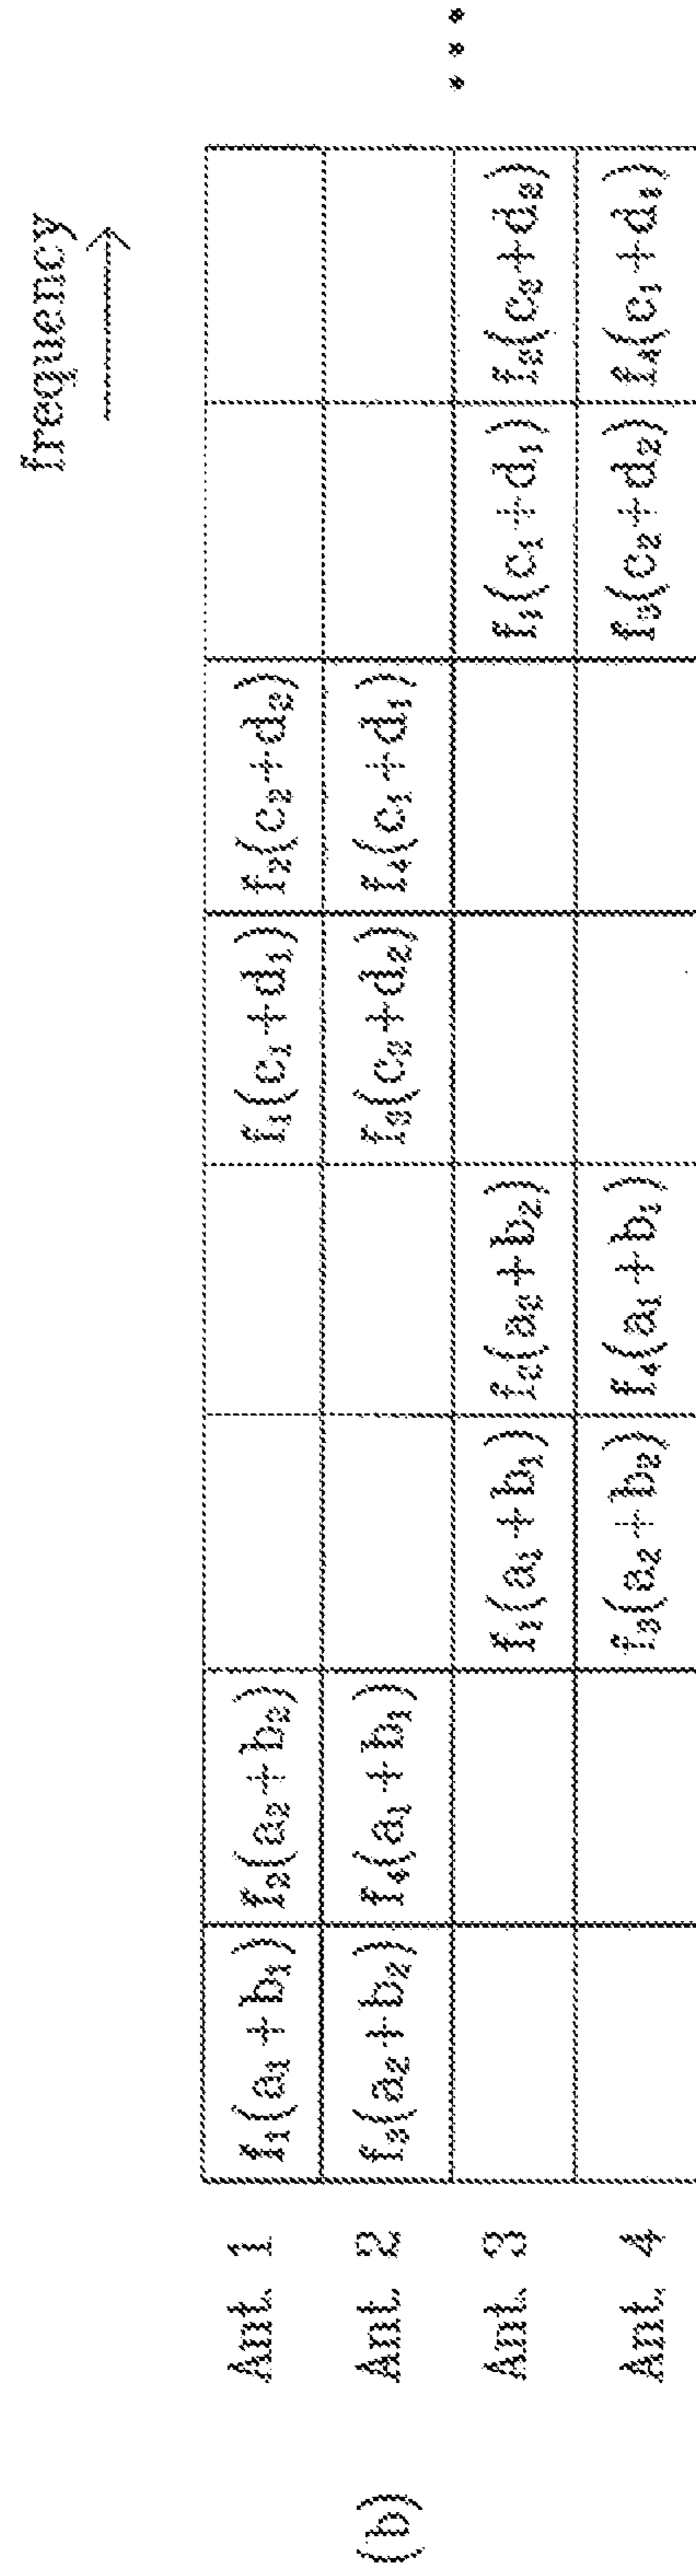 frequency
Ant. 1 f₁(a₁+b₁) f₂(a₂+b₂) f₁(c₁+d₁) f₂(c₂+d₂)
(b) Ant. 2 f₃(a₂+b₂) f₄(a₁+b₁) f₃(c₂+d₂) f₄(c₁+d₁)
Ant. 3 f₁(a₁+b₁) f₂(a₂+b₂) f₁(c₁+d₁) f₂(c₂+d₂)
Ant. 4 f₃(a₂+b₂) f₄(a₁+b₁) f₃(c₂+d₂) f₄(c₁+d₁)